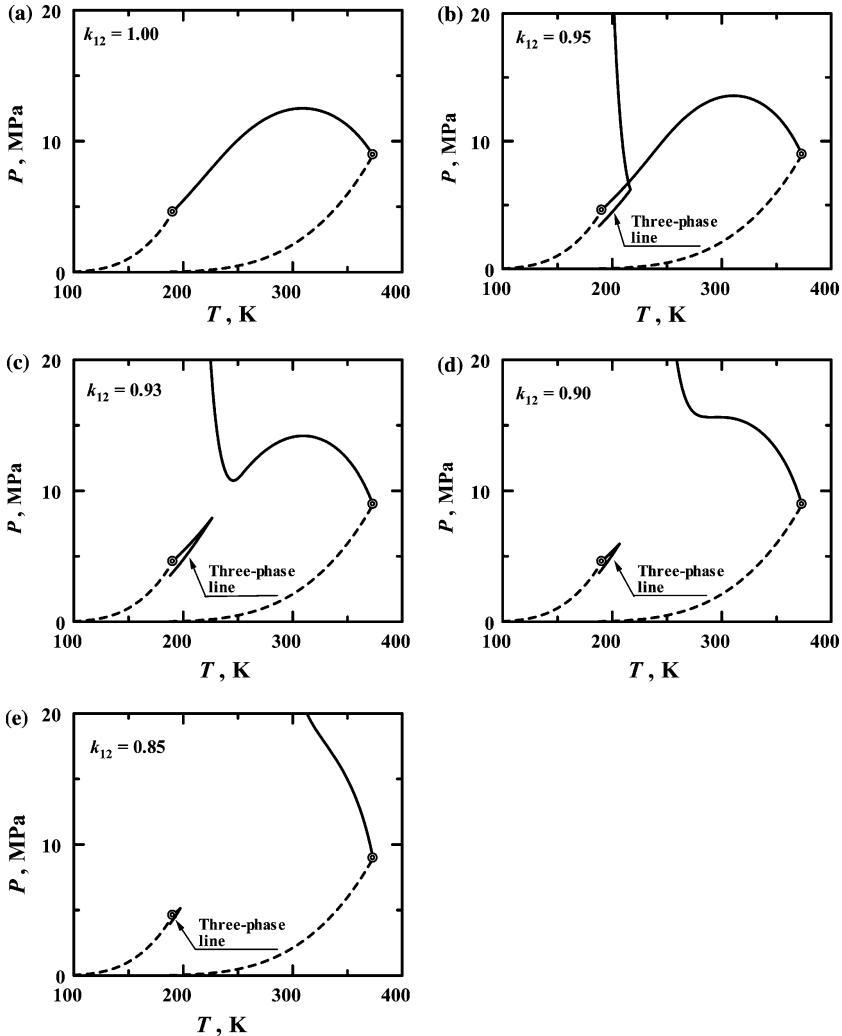 (a)
k12 = 1.00
20
10
0
100
200
300
400
P, MPa
T, K
(b)
k12 = 0.95
20
10
0
100
200
300
400
P, MPa
T, K
Three-phase
line
(c)
k12 = 0.93
20
10
0
100
200
300
400
P, MPa
T, K
Three-phase
line
(d)
k12 = 0.90
20
10
0
100
200
300
400
P, MPa
T, K
Three-phase
line
(e)
k12 = 0.85
20
10
0
100
200
300
400
P, MPa
T, K
Three-phase
line